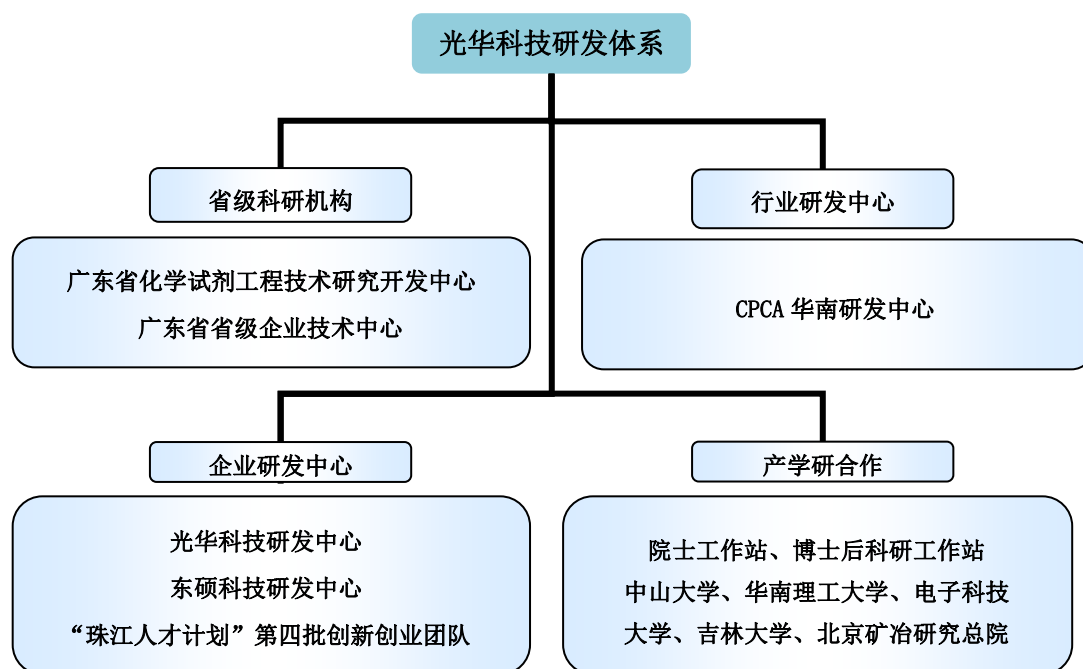 光华科技研发体系
省级科研机构
行业研发中心
广东省化学试剂工程技术研究开发中心
广东省省级企业技术中心
CPCA 华南研发中心
企业研发中心
产学研合作
光华科技研发中心
东硕科技研发中心
“珠江人才计划”第四批创新创业团队
院士工作站、博士后科研工作站
中山大学、华南理工大学、电子科技
大学、吉林大学、北京矿冶研究总院